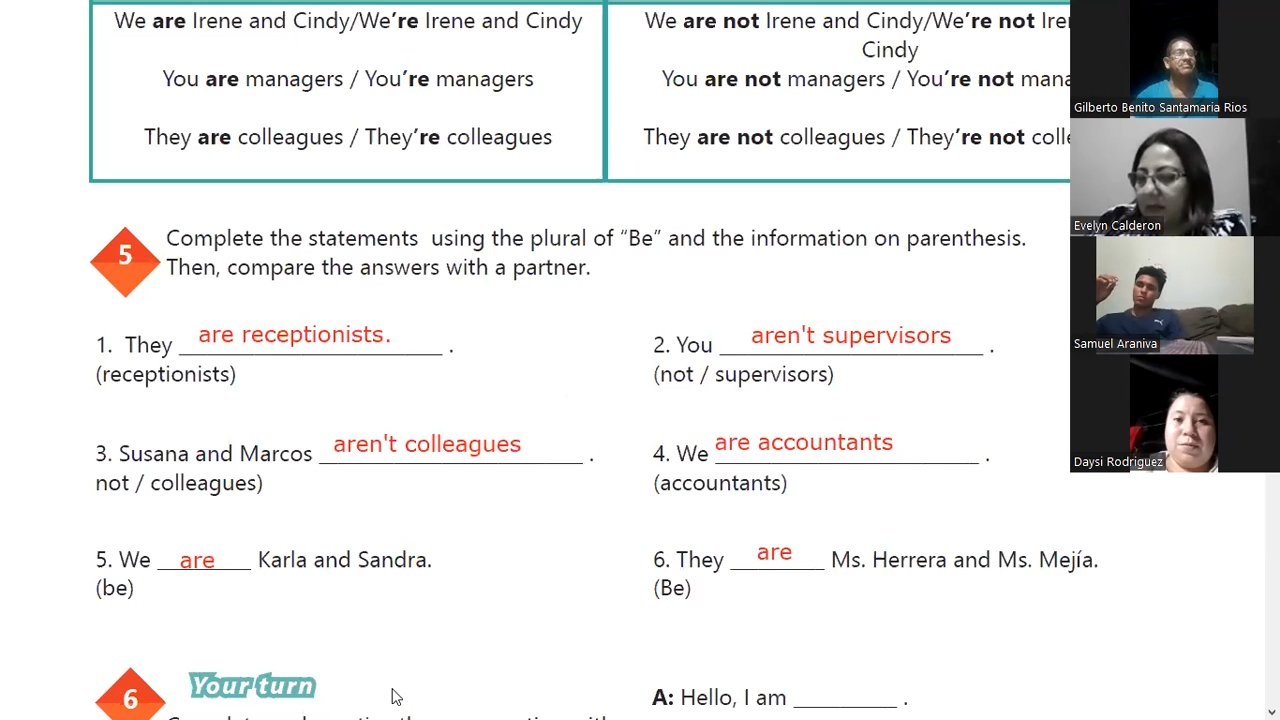 We are Irene and Cindy/We're Irene and Cindy
You are managers / You're managers
They are colleagues / They're colleagues
We are not Irene and Cindy/We're not
Cindy
You are not managers / You're not
They are not colleagues / They're not
5
Complete the statements using the plural of “Be” and the information on parenthesis.
Then, compare the answers with a partner.
1. They are receptionists. .
(receptionists)
2. You aren't supervisors .
(not / supervisors)
3. Susana and Marcos aren't colleagues .
not / colleagues)
4. We are accountants .
(accountants)
5. We are Karla and Sandra.
(be)
6. They are Ms. Herrera and Ms. Mejía.
(Be)
6
Your turn
A: Hello, I am _________ .
Gilberto Benito Santamaria Rios
Evelyn Calderon
Samuel Araniva
Daysi Rodriguez